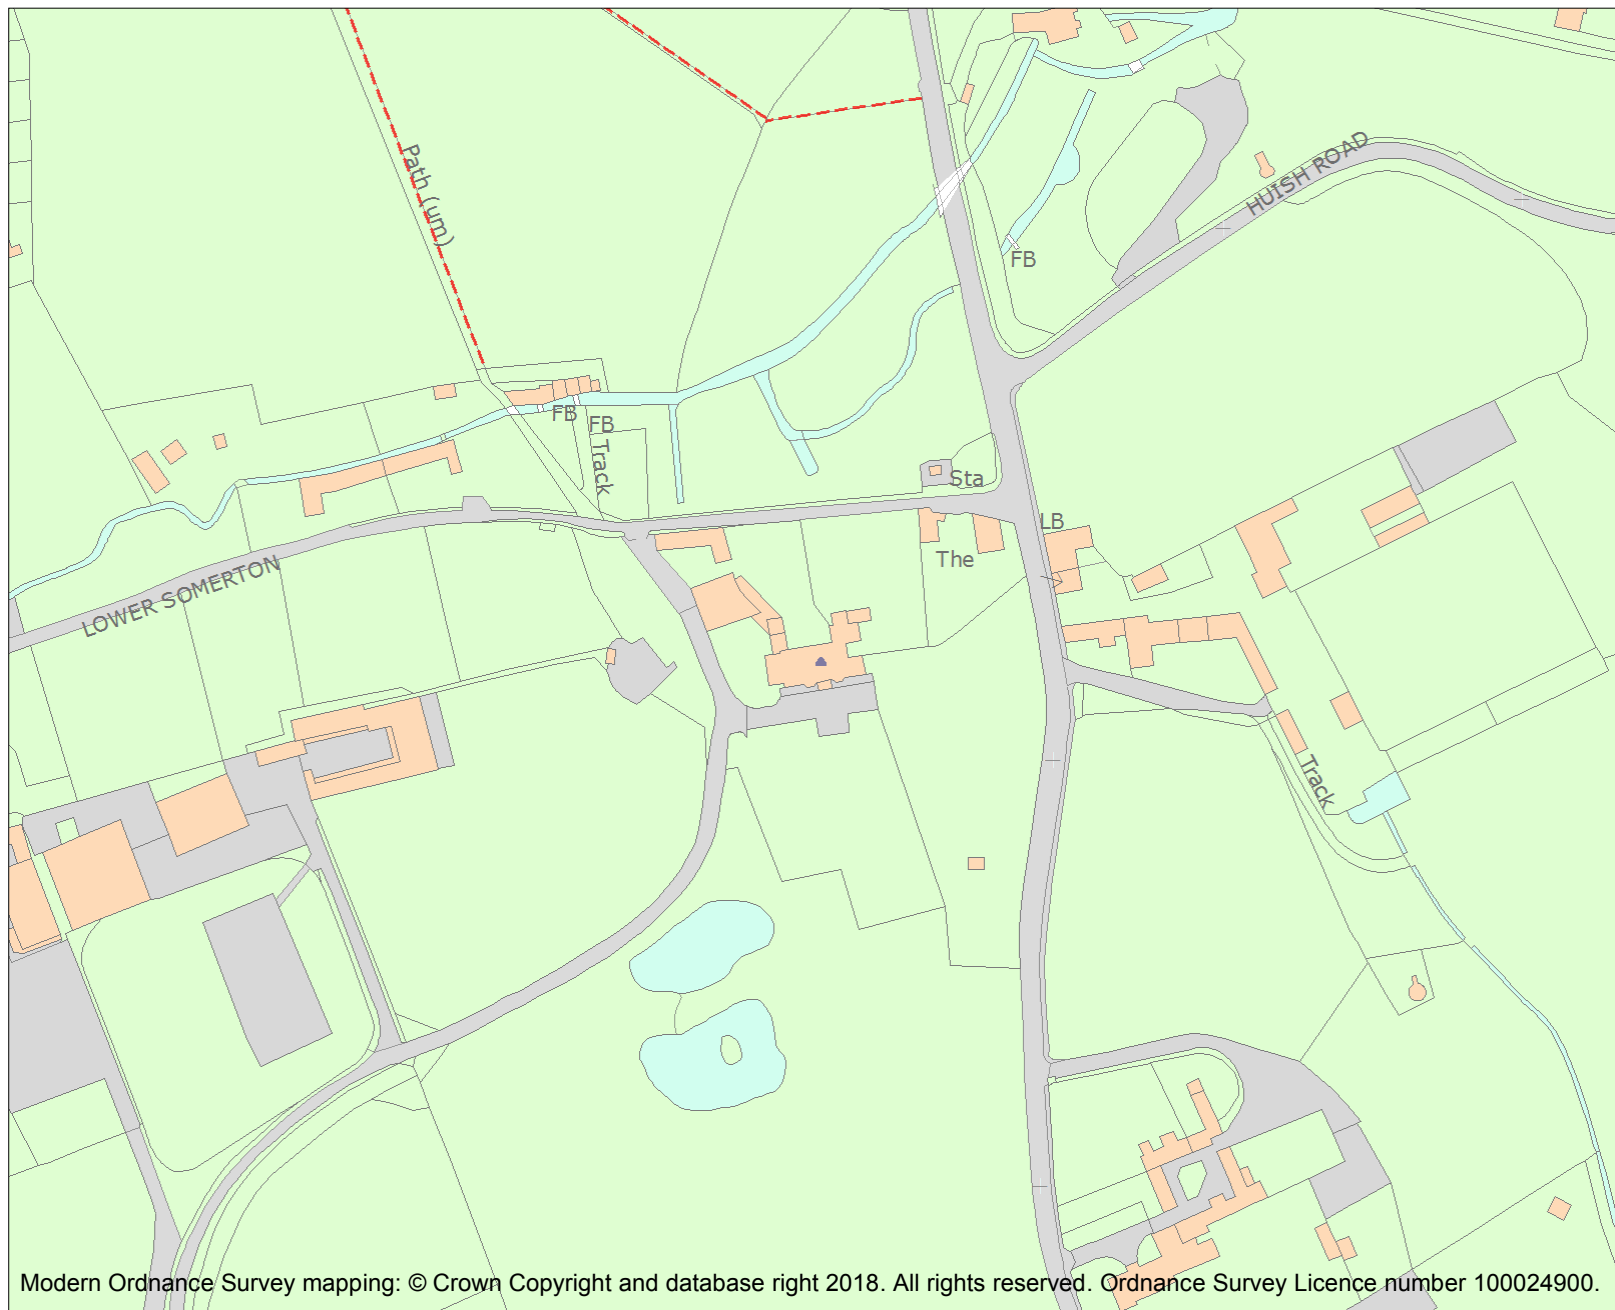 Path (um)
HUISH ROAD
FB
FB
FB
Track
Sta
LB
The
LOWER SOMERTON
Track
Modern Ordnance Survey mapping: © Crown Copyright and database right 2018. All rights reserved. Ordnance Survey Licence number 100024900.